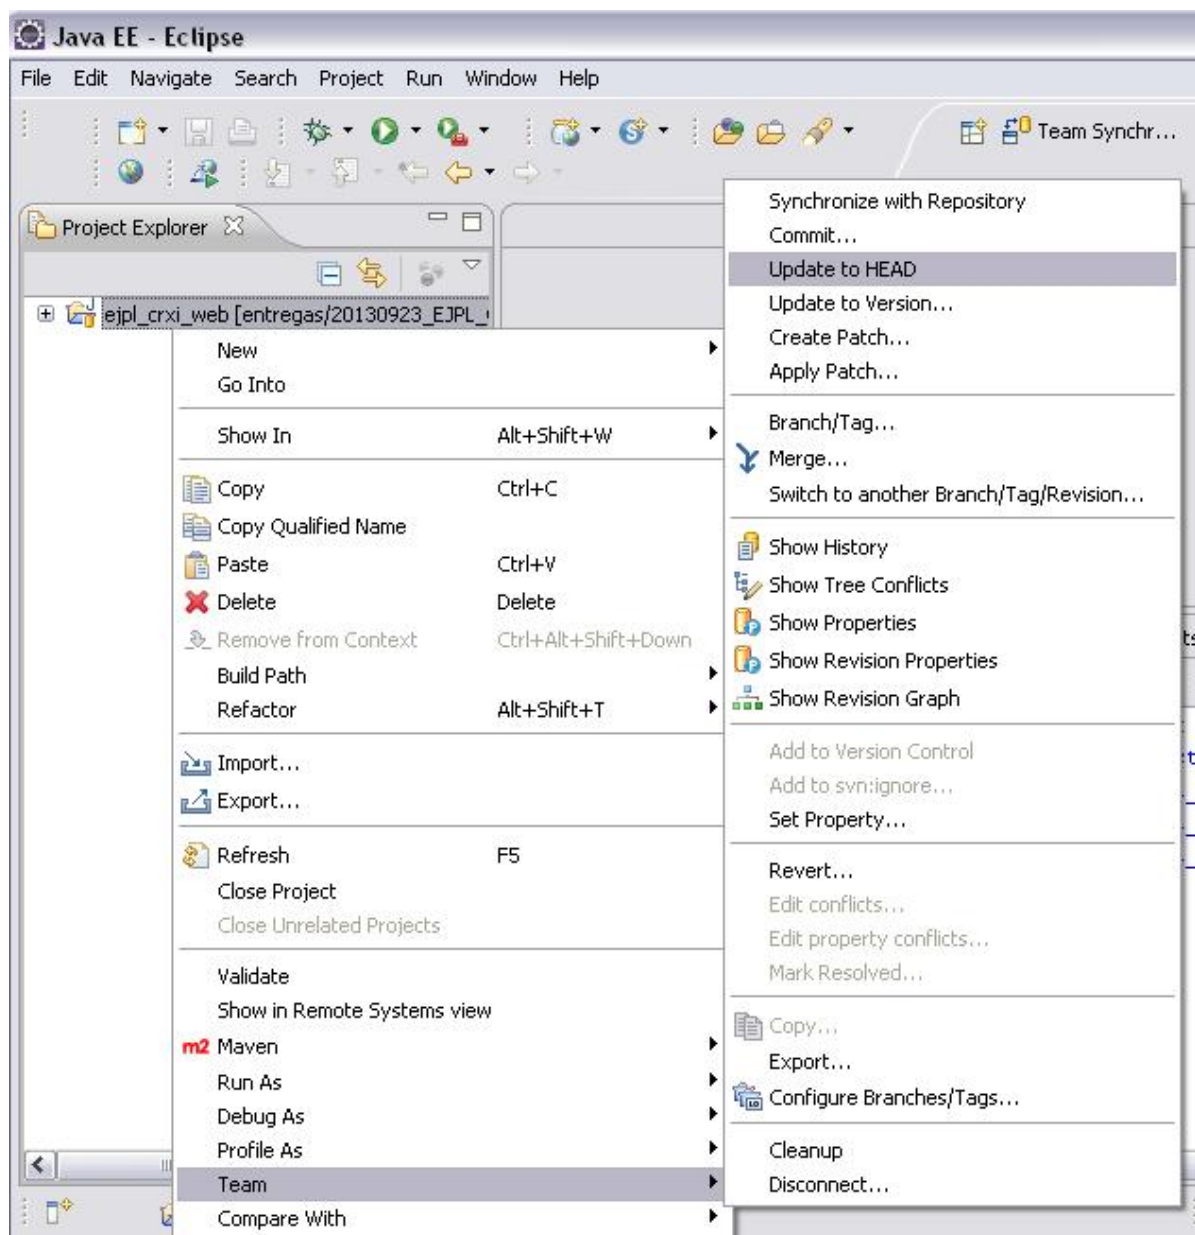 Java EE - Eclipse
File Edit Navigate Search Project Run Window Help
Team Synchr...
Project Explorer
ejpl_crxi_web [entregas/20130923_EJPL_
New
Go Into
Show In Alt+Shift+W
Copy Ctrl+C
Copy Qualified Name
Paste Ctrl+V
Delete Delete
Remove from Context Ctrl+Alt+Shift+Down
Build Path
Refactor Alt+Shift+T
Import...
Export...
Refresh F5
Close Project
Close Unrelated Projects
Validate
Show in Remote Systems view
m2 Maven
Run As
Debug As
Profile As
Team
Compare With
Synchronize with Repository
Commit...
Update to HEAD
Update to Version...
Create Patch...
Apply Patch...
Branch/Tag...
Merge...
Switch to another Branch/Tag/Revision...
Show History
Show Tree Conflicts
Show Properties
Show Revision Properties
Show Revision Graph
Add to Version Control
Add to svn:ignore...
Set Property...
Revert...
Edit conflicts...
Edit property conflicts...
Mark Resolved...
Copy...
Export...
Configure Branches/Tags...
Cleanup
Disconnect...